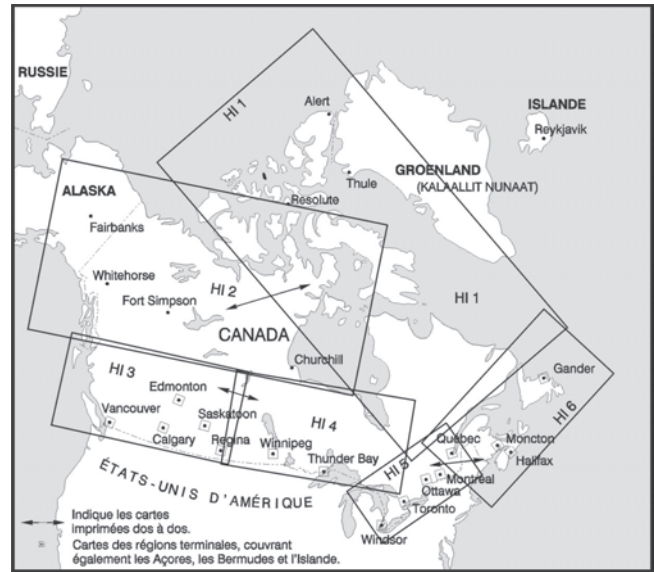 RUSSIE
HI 1
Alert
ISLANDE
Reykjavik
GROENLAND
(KALAALLIT NUNAAT)
Thule
ALASKA
Resolute
Fairbanks
Whitehorse
HI 2
HI 1
Fort Simpson
CANADA
Churchill
HI 3
Gander
Edmonton
HI 6
Vancouver
Saskatoon
HI 4
Calgary
Regina
Winnipeg
Québec
Moncton
Thunder Bay
HI 5
Halifax
Montréal
Ottawa
Toronto
Windsor
ÉTATS-UNIS D'AMÉRIQUE
Indique les cartes
imprimées dos à dos.
Cartes des régions terminales, couvrant
également les Açores, les Bermudes et l'Islande.